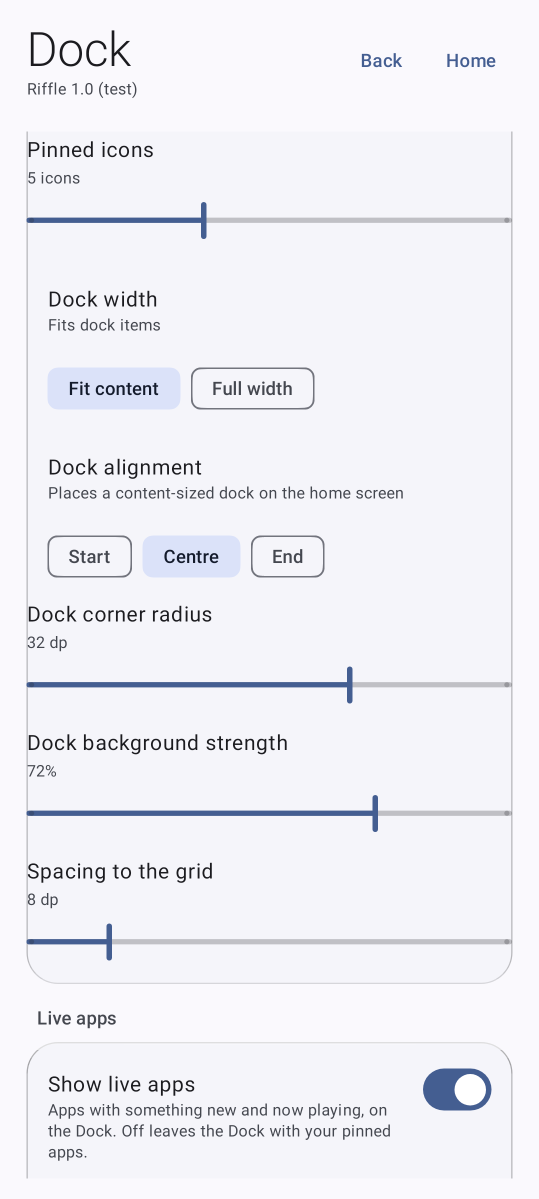 Dock
Riffle 1.0 (test)
Back
Home
Pinned icons
5 icons
Dock width
Fits dock items
Fit content
Full width
Dock alignment
Places a content-sized dock on the home screen
Start
Centre
End
Dock corner radius
32 dp
Dock background strength
72%
Spacing to the grid
8 dp
Live apps
Show live apps
Apps with something new and now playing, on
the Dock. Off leaves the Dock with your pinned
apps.